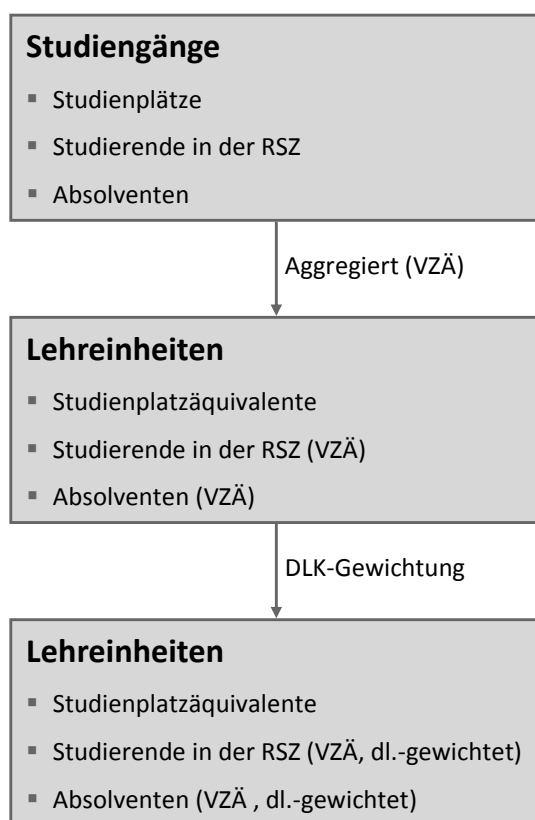 Studiengänge
▪ Studienplätze
▪ Studierende in der RSZ
▪ Absolventen
Aggregiert (VZÄ)
Lehreinheiten
▪ Studienplatzäquivalente
▪ Studierende in der RSZ (VZÄ)
▪ Absolventen (VZÄ)
DLK-Gewichtung
Lehreinheiten
▪ Studienplatzäquivalente
▪ Studierende in der RSZ (VZÄ, dl.-gewichtet)
▪ Absolventen (VZÄ , dl.-gewichtet)